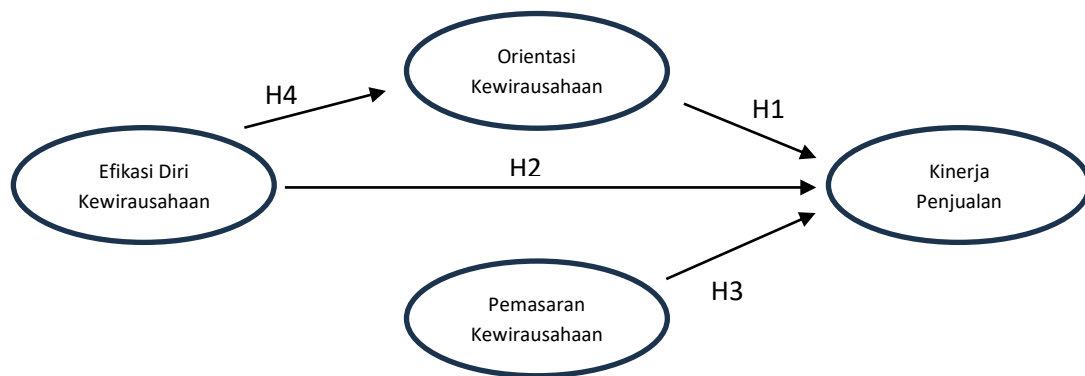 Orientasi
Kewirausahaan
H4
H1
Efikasi Diri
Kewirausahaan
H2
Kinerja
Penjualan
Pemasaran
Kewirausahaan
H3